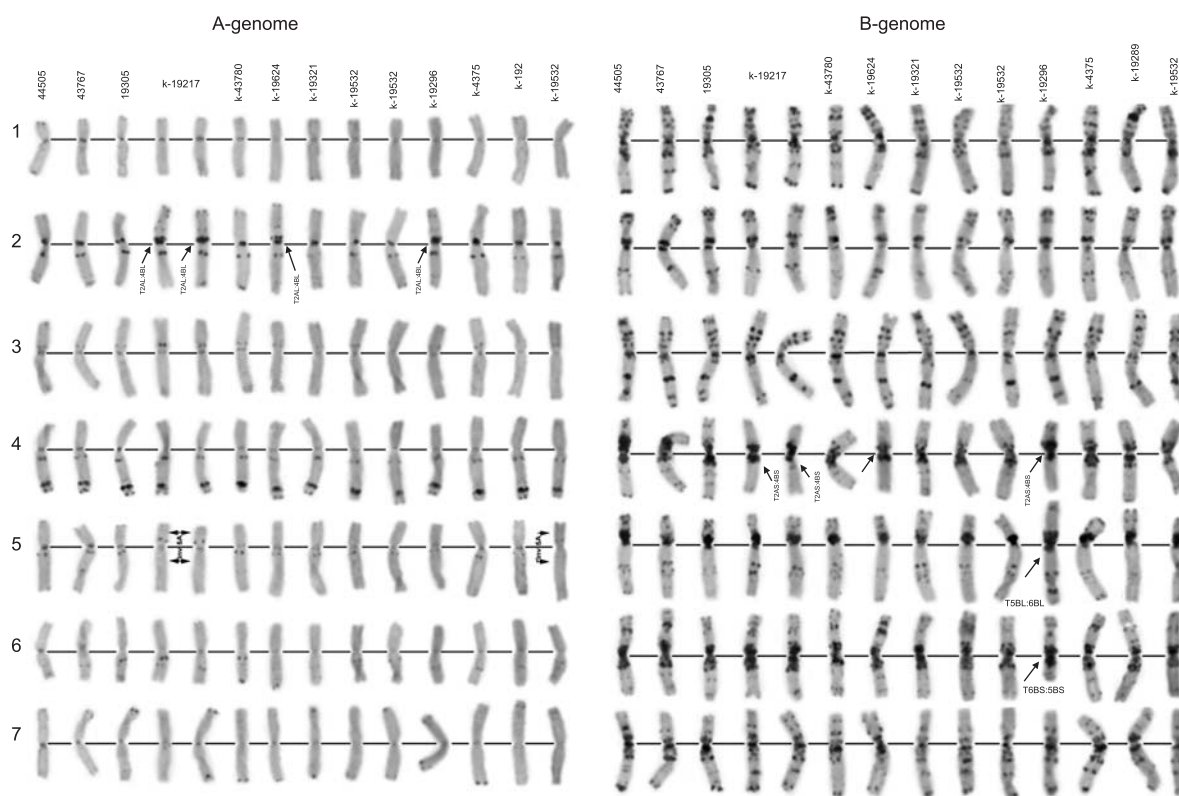 A-genome
B-genome
44505 43767 19305 k-19217 k-43780 k-19624 k-19321 k-19532 k-19532 k-19296 k-4375 k-192 k-19532
44505 43767 19305 k-19217 k-43780 k-19624 k-19321 k-19532 k-19532 k-19296 k-4375 k-19289 k-19532
1
2
T2AL:4BL T2AL:4BL T2AL:4BL T2AL:4BL
3
4
T2AS:4BS T2AS:4BS T2AS:4BS
5
T5BL:6BL
6
T6BS:5BS
7